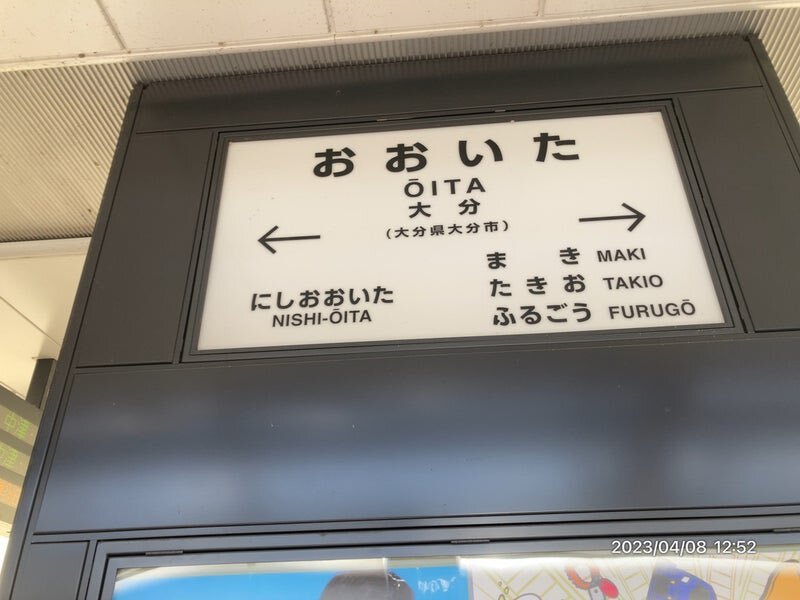 おおいた
ŌITA
大分
(大分県大分市)
← →
にしおおいた
NISHI-ŌITA
まき MAKI
たきお TAKIO
ふるごう FURUGŌ
中津
2023/04/08 12:52